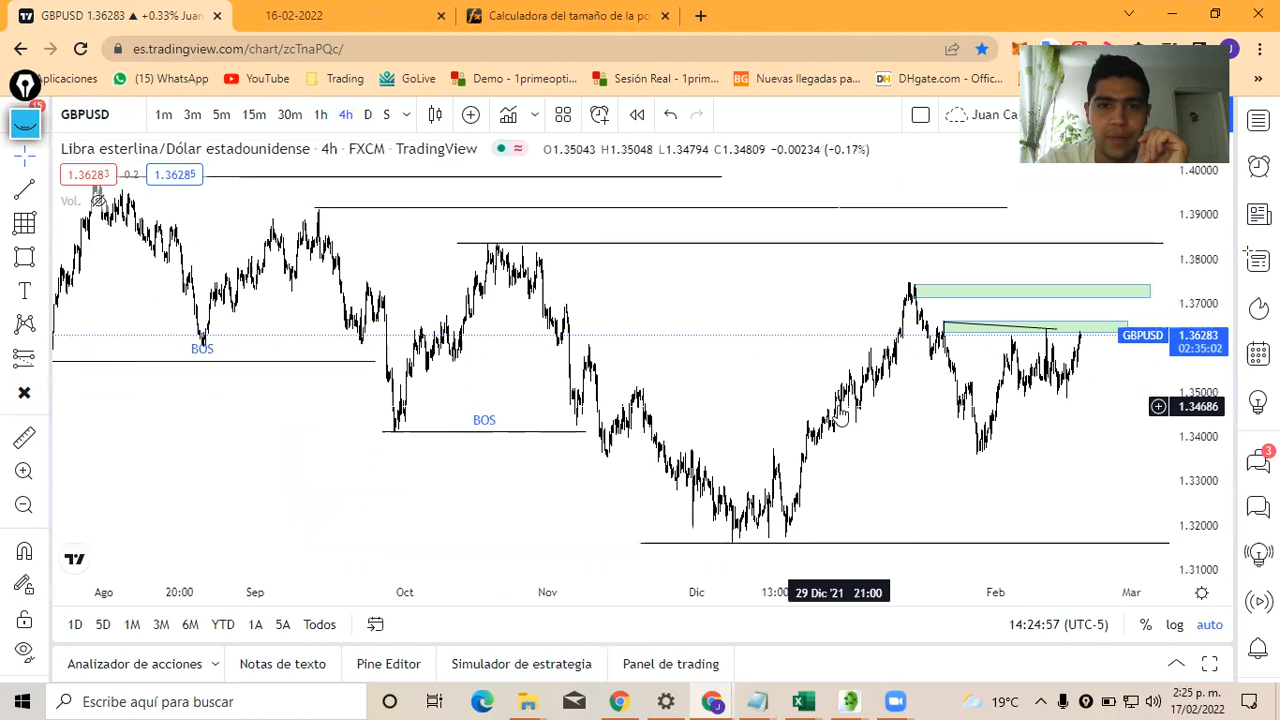 GBPUSD 1.36283 ▲ +0.33% Juan
16-02-2022
Calculadora del tamaño de la po
es.tradingview.com/chart/zcTnaPQc/
Aplicaciones
(15) WhatsApp
YouTube
Trading
GoLive
Demo - 1primeopti...
Sesión Real - 1prim...
BG Nuevas llegadas par...
DH DHgate.com - Offic...
»
15
GBPUSD
1m 3m 5m 15m 30m 1h 4h D S
Juan Ca
Libra esterlina/Dólar estadounidense · 4h · FXCM · TradingView
O1.35043 H1.35048 L1.34794 C1.34809 −0.00234 (−0.17%)
1.36283 0.2 1.36285
Vol.
1.40000
1.39000
1.38000
1.37000
GBPUSD 1.36283
02:35:02
1.35000
1.34686
1.34000
1.33000
1.32000
1.31000
BOS
BOS
3
Ago 20:00 Sep Oct Nov Dic 13:00 29 Dic '21 21:00 Feb Mar
1D 5D 1M 3M 6M YTD 1A 5A Todos
14:24:57 (UTC-5) % log auto
Analizador de acciones Notas de texto Pine Editor Simulador de estrategia Panel de trading
Escribe aquí para buscar
19°C
2:25 p. m.
17/02/2022